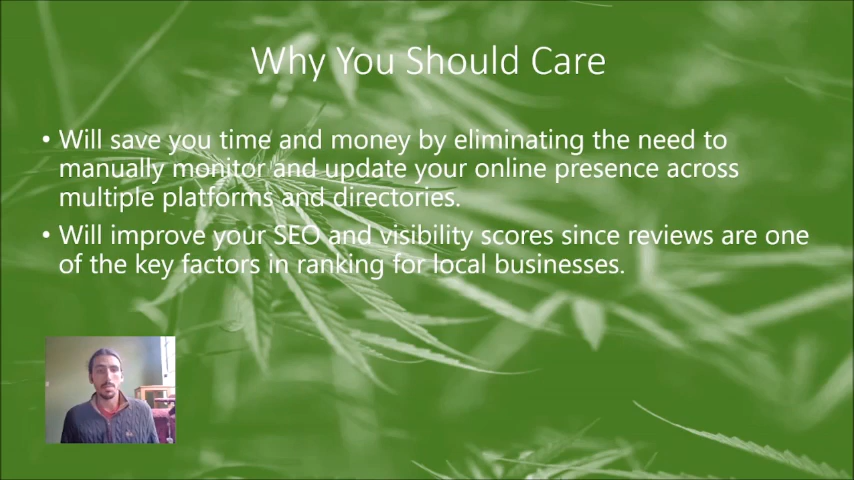 Why You Should Care
• Will save you time and money by eliminating the need to
manually monitor and update your online presence across
multiple platforms and directories.
• Will improve your SEO and visibility scores since reviews are one
of the key factors in ranking for local businesses.